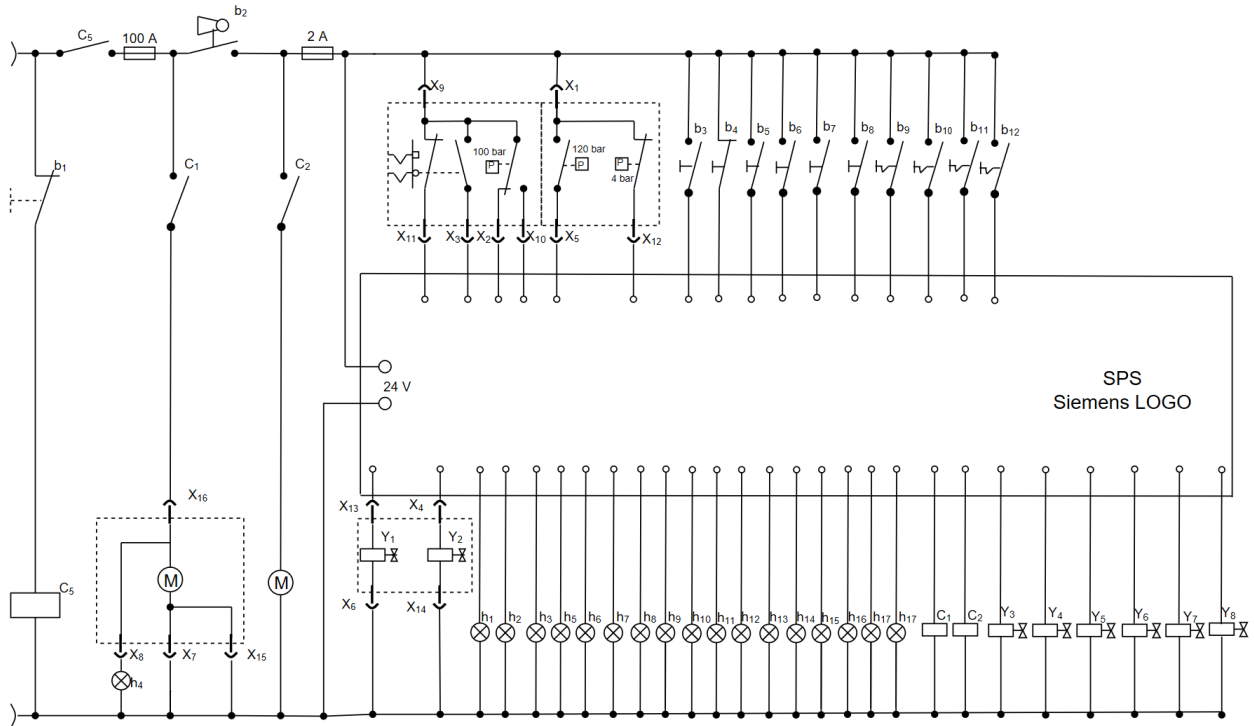 b₂
C₅
100 A
2 A
X₉
X₁
b₁
C₁
C₂
100 bar
P
120 bar
P
P
4 bar
b₃
b₄
b₅
b₆
b₇
b₈
b₉
b₁₀
b₁₁
b₁₂
X₁₁
X₃
X₂
X₁₀
X₅
X₁₂
24 V
SPS
Siemens LOGO
X₁₆
X₁₃
X₄
Y₁
Y₂
M
M
C₅
X₆
X₁₄
h₁
h₂
h₃
h₅
h₆
h₇
h₈
h₉
h₁₀
h₁₁
h₁₂
h₁₃
h₁₄
h₁₅
h₁₆
h₁₇
h₁₇
C₁
C₂
Y₃
Y₄
Y₅
Y₆
Y₇
Y₈
X₈
X₇
X₁₅
h₄